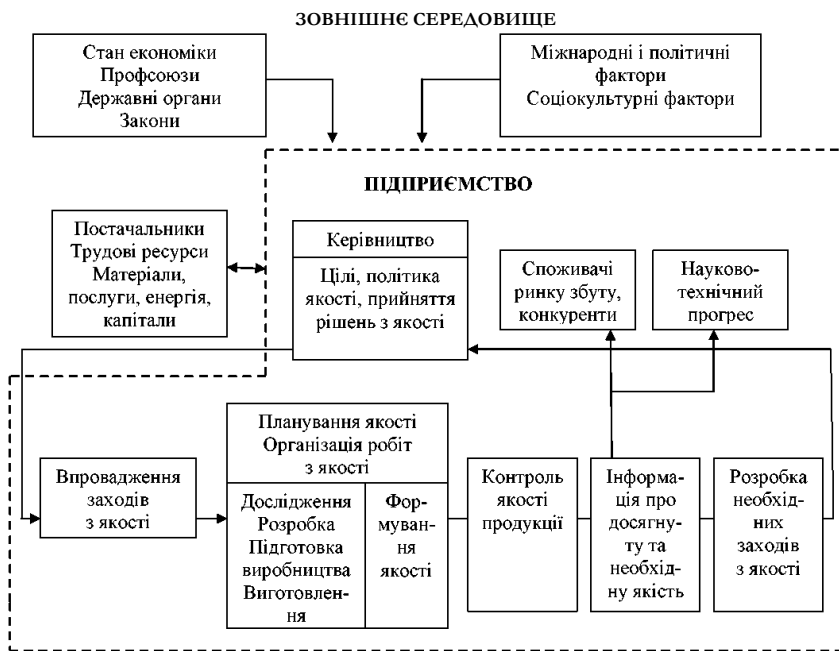 ЗОВНІШНЄ СЕРЕДОВИЩЕ
Стан економіки
Профсоюзи
Державні органи
Закони
Міжнародні і політичні
фактори
Соціокультурні фактори
ПІДПРИЄМСТВО
Постачальники
Трудові ресурси
Матеріали,
послуги, енергія,
капітали
Керівництво
Цілі, політика
якості, прийняття
рішень з якості
Споживачі
ринку збуту,
конкуренти
Науково-
технічний
прогрес
Впровадження
заходів
з якості
Планування якості
Організація робіт
з якості
Дослідження
Розробка
Підготовка
виробництва
Виготовлен-
ня
Фор-
муван-
ня
якості
Контроль
якості
продукції
Інформа-
ція про
досягну-
ту та
необхід-
ну якість
Розробка
необхід-
них
заходів
з якості